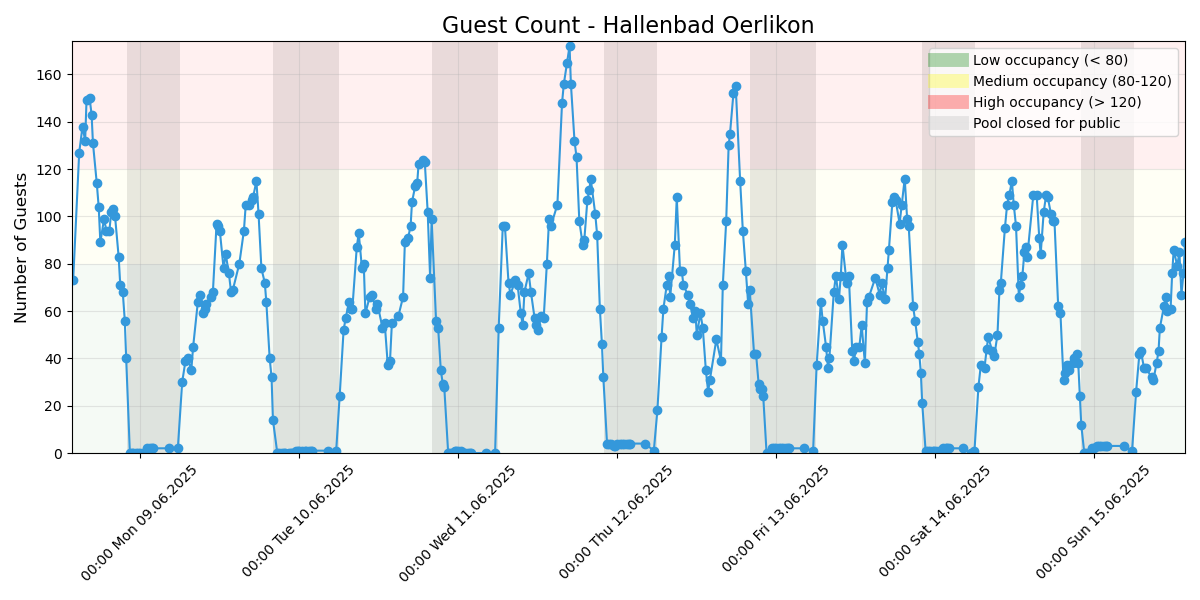 Guest Count - Hallenbad Oerlikon
Low occupancy (< 80)
Medium occupancy (80-120)
High occupancy (> 120)
Pool closed for public
Number of Guests
160
140
120
100
80
60
40
20
0
00:00 Mon 09.06.2025
00:00 Tue 10.06.2025
00:00 Wed 11.06.2025
00:00 Thu 12.06.2025
00:00 Fri 13.06.2025
00:00 Sat 14.06.2025
00:00 Sun 15.06.2025